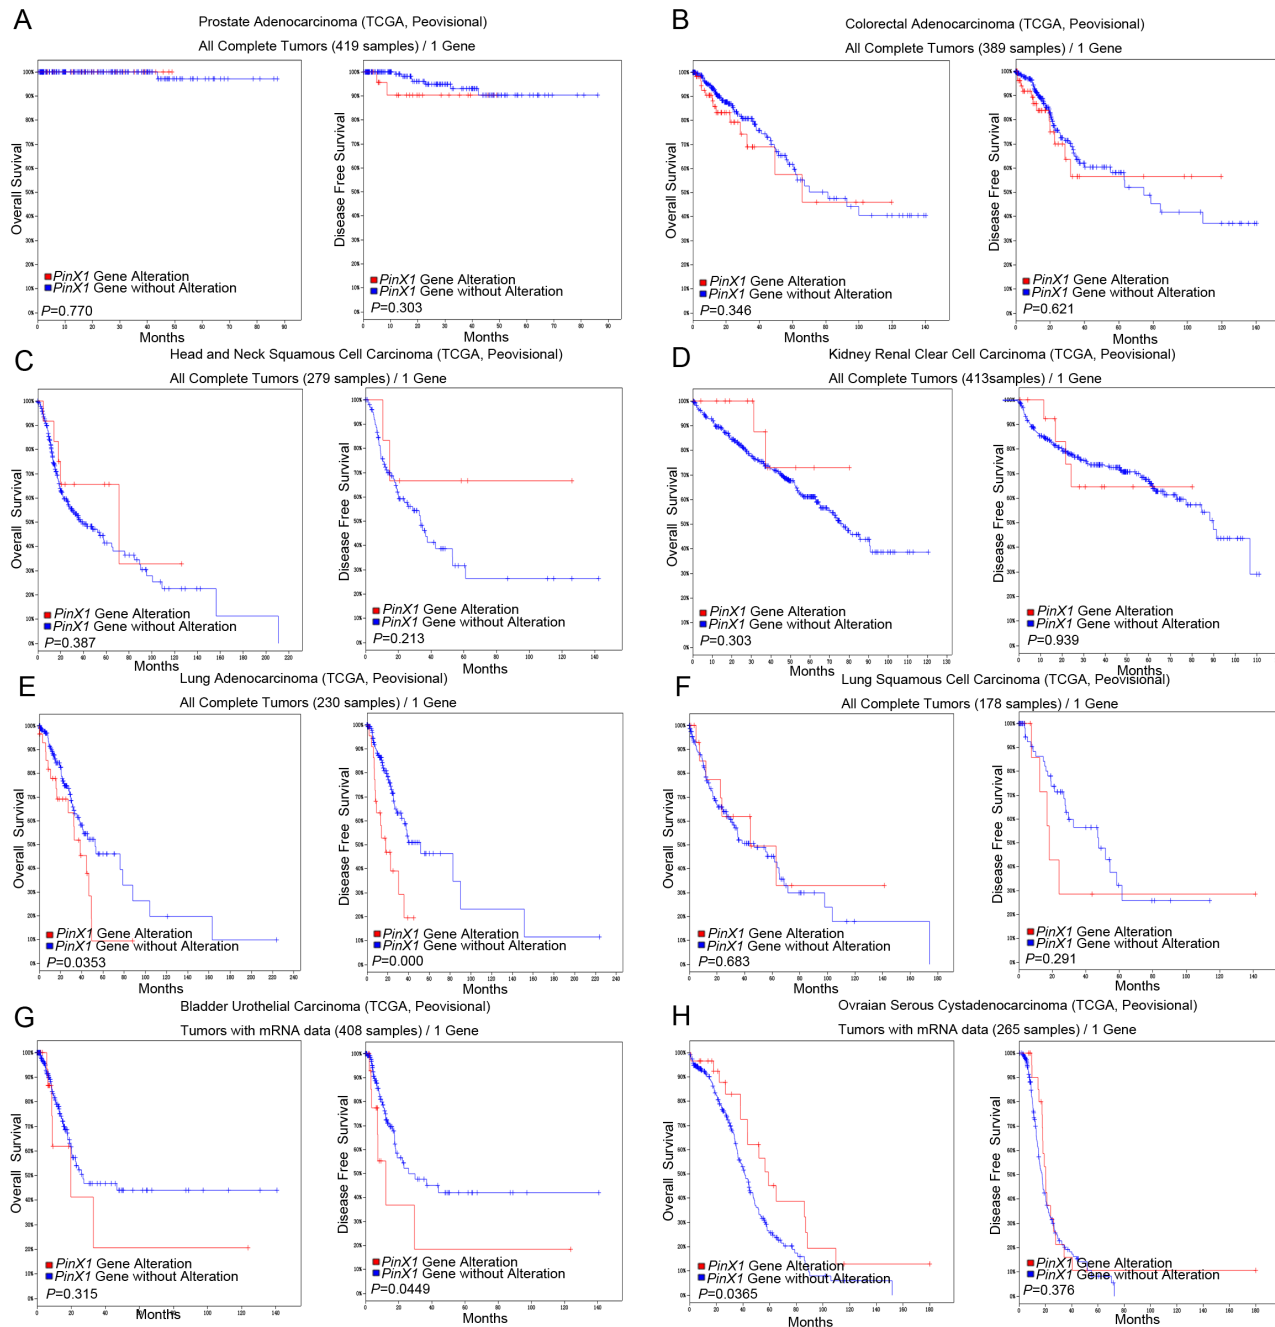 A
Prostate Adenocarcinoma (TCGA, Peovisional)
All Complete Tumors (419 samples) / 1 Gene
Overall Survival
PinX1 Gene Alteration
PinX1 Gene without Alteration
P=0.770
Months
Disease Free Survival
PinX1 Gene Alteration
PinX1 Gene without Alteration
P=0.303
Months
B
Colorectal Adenocarcinoma (TCGA, Peovisional)
All Complete Tumors (389 samples) / 1 Gene
Overall Survival
PinX1 Gene Alteration
PinX1 Gene without Alteration
P=0.346
Months
Disease Free Survival
PinX1 Gene Alteration
PinX1 Gene without Alteration
P=0.621
Months
C
Head and Neck Squamous Cell Carcinoma (TCGA, Peovisional)
All Complete Tumors (279 samples) / 1 Gene
Overall Survival
PinX1 Gene Alteration
PinX1 Gene without Alteration
P=0.387
Months
Disease Free Survival
PinX1 Gene Alteration
PinX1 Gene without Alteration
P=0.213
Months
D
Kidney Renal Clear Cell Carcinoma (TCGA, Peovisional)
All Complete Tumors (413samples) / 1 Gene
Overall Survival
PinX1 Gene Alteration
PinX1 Gene without Alteration
P=0.303
Months
Disease Free Survival
PinX1 Gene Alteration
PinX1 Gene without Alteration
P=0.939
Months
E
Lung Adenocarcinoma (TCGA, Peovisional)
All Complete Tumors (230 samples) / 1 Gene
Overall Survival
PinX1 Gene Alteration
PinX1 Gene without Alteration
P=0.0353
Months
Disease Free Survival
PinX1 Gene Alteration
PinX1 Gene without Alteration
P=0.000
Months
F
Lung Squamous Cell Carcinoma (TCGA, Peovisional)
All Complete Tumors (178 samples) / 1 Gene
Overall Survival
PinX1 Gene Alteration
PinX1 Gene without Alteration
P=0.683
Months
Disease Free Survival
PinX1 Gene Alteration
PinX1 Gene without Alteration
P=0.291
Months
G
Bladder Urothelial Carcinoma (TCGA, Peovisional)
Tumors with mRNA data (408 samples) / 1 Gene
Overall Survival
PinX1 Gene Alteration
PinX1 Gene without Alteration
P=0.315
Months
Disease Free Survival
PinX1 Gene Alteration
PinX1 Gene without Alteration
P=0.0449
Months
H
Ovraian Serous Cystadenocarcinoma (TCGA, Peovisional)
Tumors with mRNA data (265 samples) / 1 Gene
Overall Survival
PinX1 Gene Alteration
PinX1 Gene without Alteration
P=0.0365
Months
Disease Free Survival
PinX1 Gene Alteration
PinX1 Gene without Alteration
P=0.376
Months